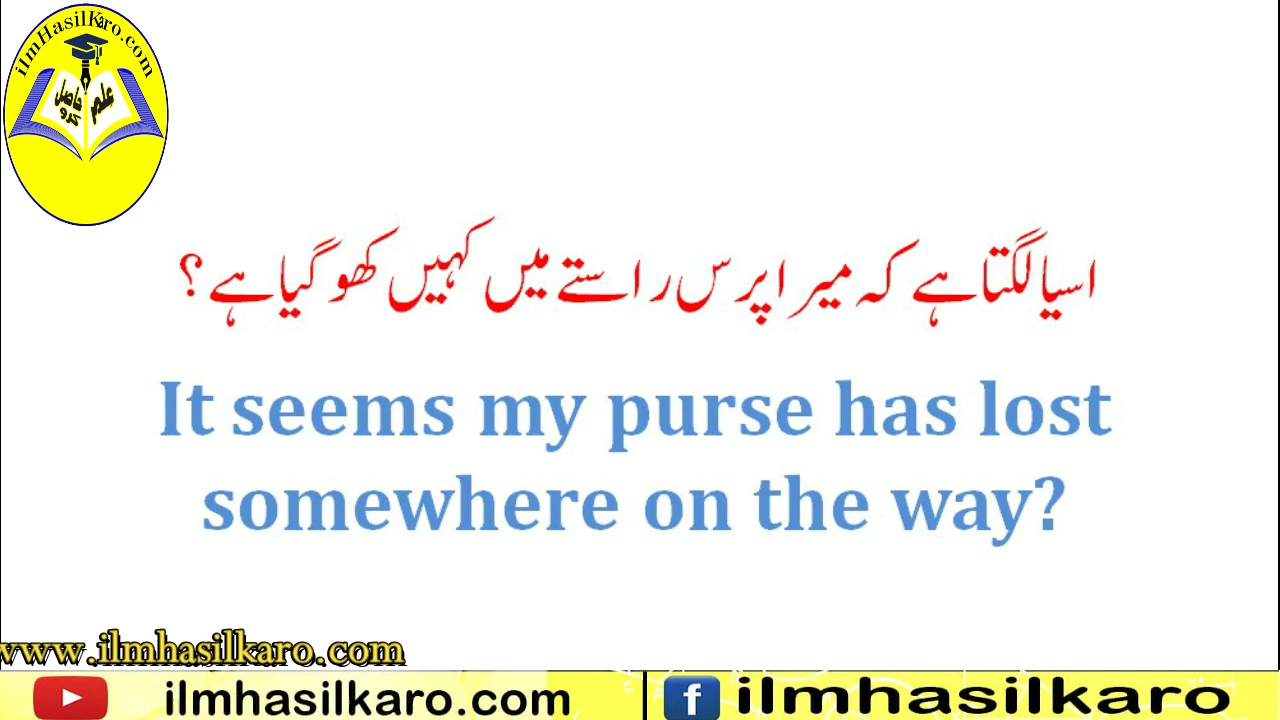 ilmHasilKaro.com
علم حاصل کرو
اسیا لگتا ہے کہ میرا پرس راستے میں کہیں کھو گیا ہے ؟
It seems my purse has lost
somewhere on the way?
www.ilmhasilkaro.com
ilmhasilkaro.com
f ilmhasilkaro